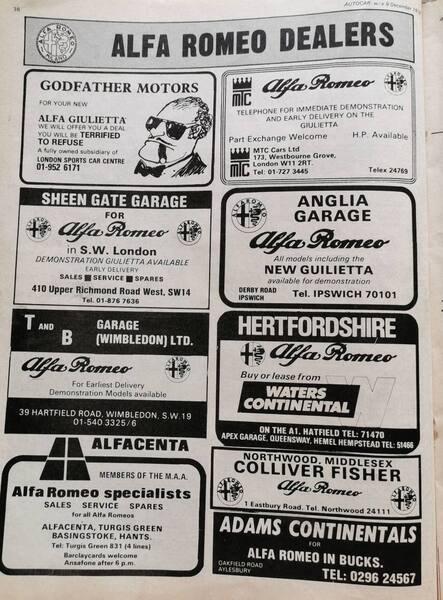 38
AUTOCAR, w/e 9 December
ALFA ROMEO
MILANO
ALFA ROMEO DEALERS
GODFATHER MOTORS
FOR YOUR NEW
ALFA GIULIETTA
WE WILL OFFER YOU A DEAL
YOU WILL BE TERRIFIED
TO REFUSE
A fully owned subsidiary of
LONDON SPORTS CAR CENTRE
01-952 6171
MTC
Alfa Romeo
TELEPHONE FOR IMMEDIATE DEMONSTRATION
AND EARLY DELIVERY ON THE
GIULIETTA
Part Exchange Welcome H.P. Available
MTC
MTC Cars Ltd
173, Westbourne Grove,
London W11 2RT.
Tel: 01-727 3445 Telex 24769
SHEEN GATE GARAGE
FOR
Alfa Romeo
in S.W. London
DEMONSTRATION GIULIETTA AVAILABLE
EARLY DELIVERY
SALES SERVICE SPARES
410 Upper Richmond Road West, SW14
Tel. 01-876 7636
ANGLIA
GARAGE
Alfa Romeo
All models including the
NEW GUILIETTA
available for demonstration
DERBY ROAD
IPSWICH
Tel. IPSWICH 70101
T AND B GARAGE
(WIMBLEDON) LTD.
Alfa Romeo
For Earliest Delivery
Demonstration Models available
39 HARTFIELD ROAD, WIMBLEDON, S.W.19
01-540 3325/6
HERTFORDSHIRE
Alfa Romeo
Buy or lease from
W
WATERS
CONTINENTAL
ON THE A1. HATFIELD TEL: 71470
APEX GARAGE, QUEENSWAY, HEMEL HEMPSTEAD TEL: 51466
ALFACENTA
MEMBERS OF THE M.A.A.
Alfa Romeo specialists
SALES SERVICE SPARES
for all Alfa Romeos
ALFACENTA, TURGIS GREEN
BASINGSTOKE, HANTS.
Tel: Turgis Green 831 (4 lines)
Barclaycards welcome
Ansafone after 6 p.m.
NORTHWOOD, MIDDLESEX
COLLIVER FISHER
Alfa Romeo
1 Eastbury Road. Tel. Northwood 24111
ADAMS CONTINENTALS
FOR
ALFA ROMEO IN BUCKS.
OAKFIELD ROAD
AYLESBURY
TEL: 0296 24567